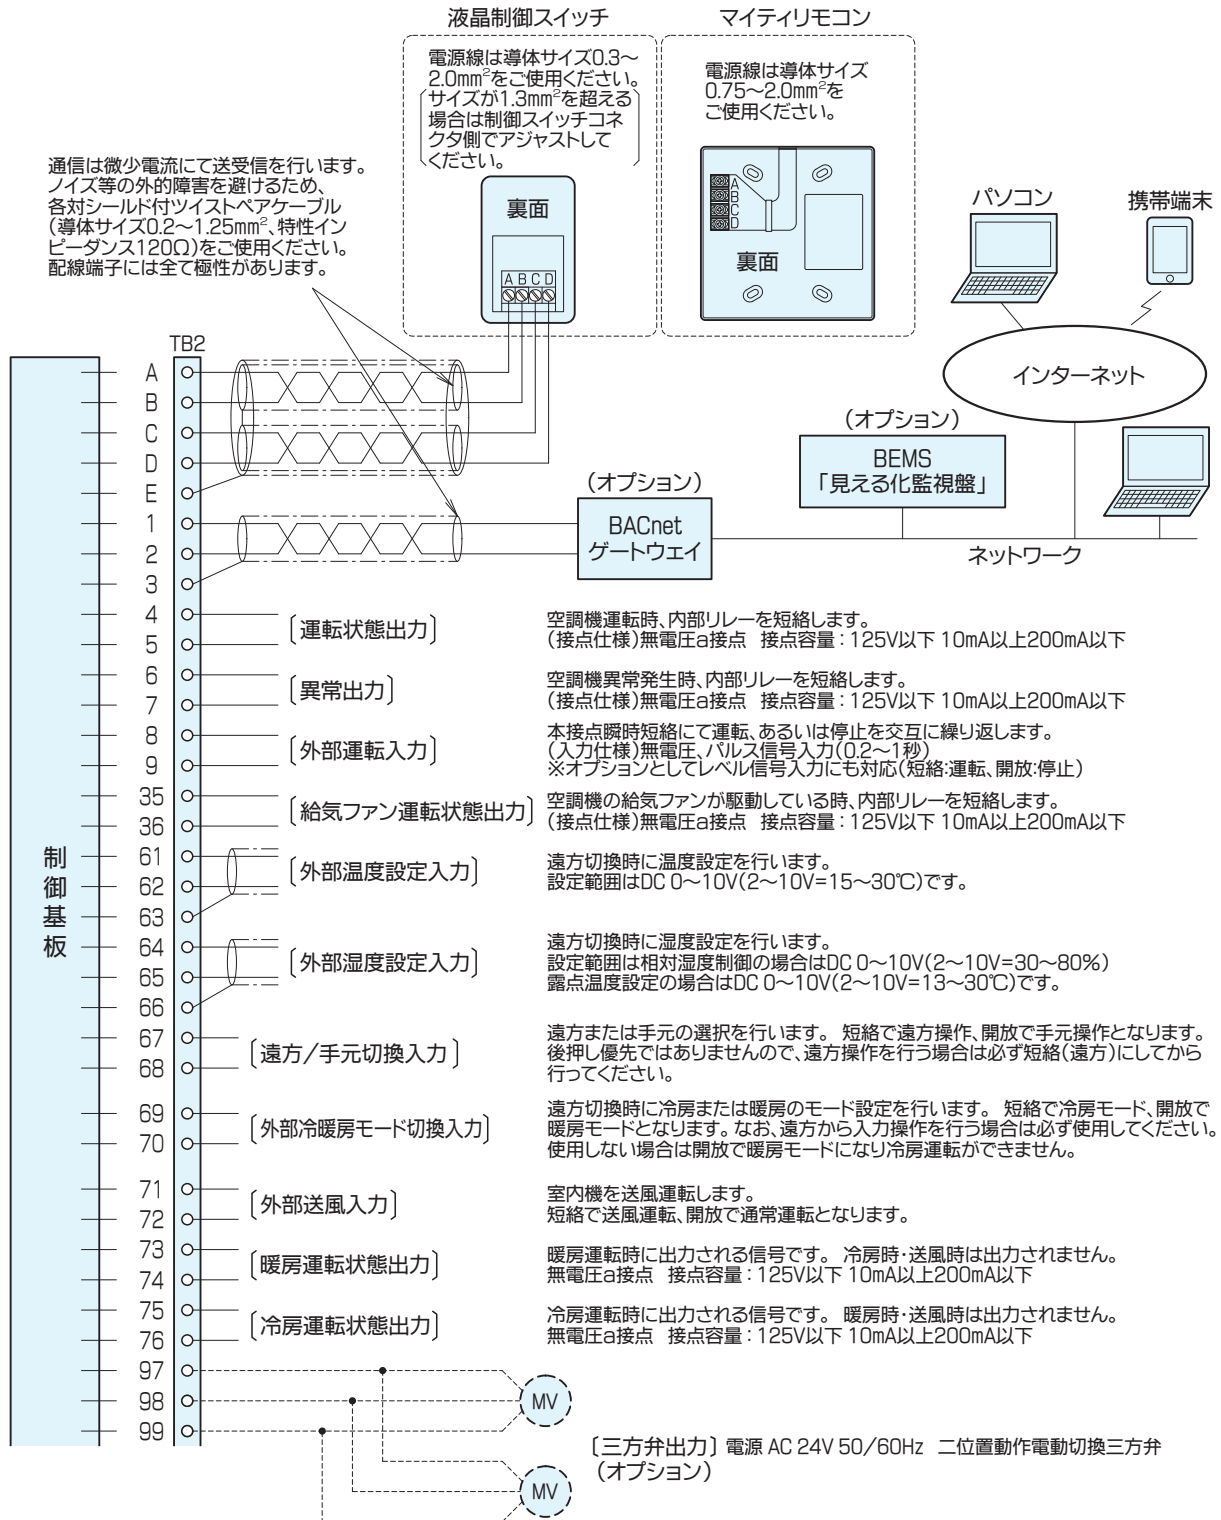 液晶制御スイッチ
電源線は導体サイズ0.3～
2.0mm²をご使用ください。
サイズが1.3mm²を超える
場合は制御スイッチコネ
クタ側でアジャストして
ください。
裏面
A B C D
マイティリモコン
電源線は導体サイズ
0.75～2.0mm²を
ご使用ください。
A
B
C
D
裏面
通信は微少電流にて送受信を行います。
ノイズ等の外的障害を避けるため、
各対シールド付ツイストペアケーブル
(導体サイズ0.2～1.25mm²、特性イン
ピーダンス120Ω)をご使用ください。
配線端子には全て極性があります。
パソコン
携帯端末
インターネット
(オプション)
BEMS
「見える化監視盤」
(オプション)
BACnet
ゲートウェイ
ネットワーク
制御基板
TB2
A
B
C
D
E
1
2
3
4
5
〔運転状態出力〕
空調機運転時、内部リレーを短絡します。
(接点仕様)無電圧a接点 接点容量：125V以下 10mA以上200mA以下
6
7
〔異常出力〕
空調機異常発生時、内部リレーを短絡します。
(接点仕様)無電圧a接点 接点容量：125V以下 10mA以上200mA以下
8
9
〔外部運転入力〕
本接点瞬時短絡にて運転、あるいは停止を交互に繰り返します。
(入力仕様)無電圧、パルス信号入力(0.2～1秒)
※オプションとしてレベル信号入力にも対応(短絡:運転、開放:停止)
35
36
〔給気ファン運転状態出力〕
空調機の給気ファンが駆動している時、内部リレーを短絡します。
(接点仕様)無電圧a接点 接点容量：125V以下 10mA以上200mA以下
61
62
63
〔外部温度設定入力〕
遠方切換時に温度設定を行います。
設定範囲はDC 0～10V(2～10V=15～30℃)です。
64
65
66
〔外部湿度設定入力〕
遠方切換時に湿度設定を行います。
設定範囲は相対湿度制御の場合はDC 0～10V(2～10V=30～80%)
露点温度設定の場合はDC 0～10V(2～10V=13～30℃)です。
67
68
〔遠方/手元切換入力〕
遠方または手元の選択を行います。 短絡で遠方操作、開放で手元操作となります。
後押し優先ではありませんので、遠方操作を行う場合は必ず短絡(遠方)にしてから
行ってください。
69
70
〔外部冷暖房モード切換入力〕
遠方切換時に冷房または暖房のモード設定を行います。 短絡で冷房モード、開放で
暖房モードとなります。なお、遠方から入力操作を行う場合は必ず使用してください。
使用しない場合は開放で暖房モードになり冷房運転ができません。
71
72
〔外部送風入力〕
室内機を送風運転します。
短絡で送風運転、開放で通常運転となります。
73
74
〔暖房運転状態出力〕
暖房運転時に出力される信号です。 冷房時・送風時は出力されません。
無電圧a接点 接点容量：125V以下 10mA以上200mA以下
75
76
〔冷房運転状態出力〕
冷房運転時に出力される信号です。 暖房時・送風時は出力されません。
無電圧a接点 接点容量：125V以下 10mA以上200mA以下
97
98
99
MV
MV
〔三方弁出力〕電源 AC 24V 50/60Hz 二位置動作電動切換三方弁
(オプション)